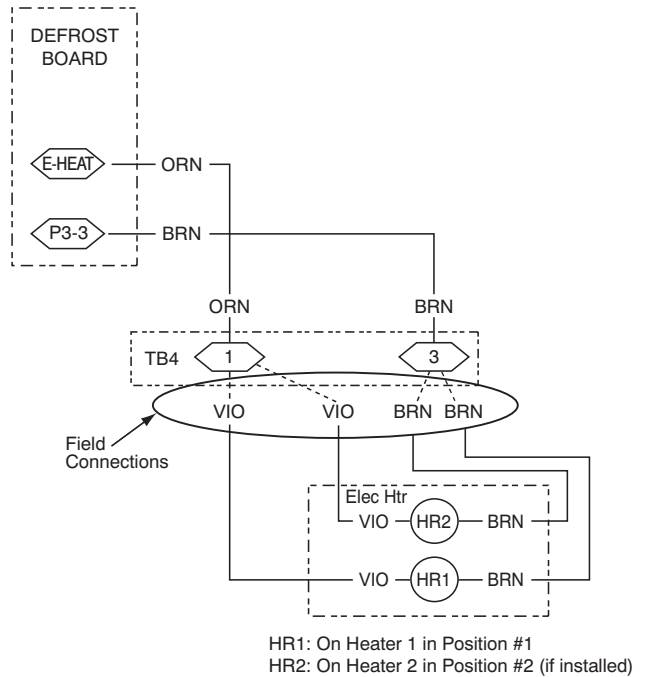 DEFROST
BOARD
E-HEAT
ORN
P3-3
BRN
ORN
BRN
TB4
1
3
VIO
VIO
BRN
BRN
Field
Connections
Elec Htr
VIO
HR2
BRN
VIO
HR1
BRN
HR1: On Heater 1 in Position #1
HR2: On Heater 2 in Position #2 (if installed)